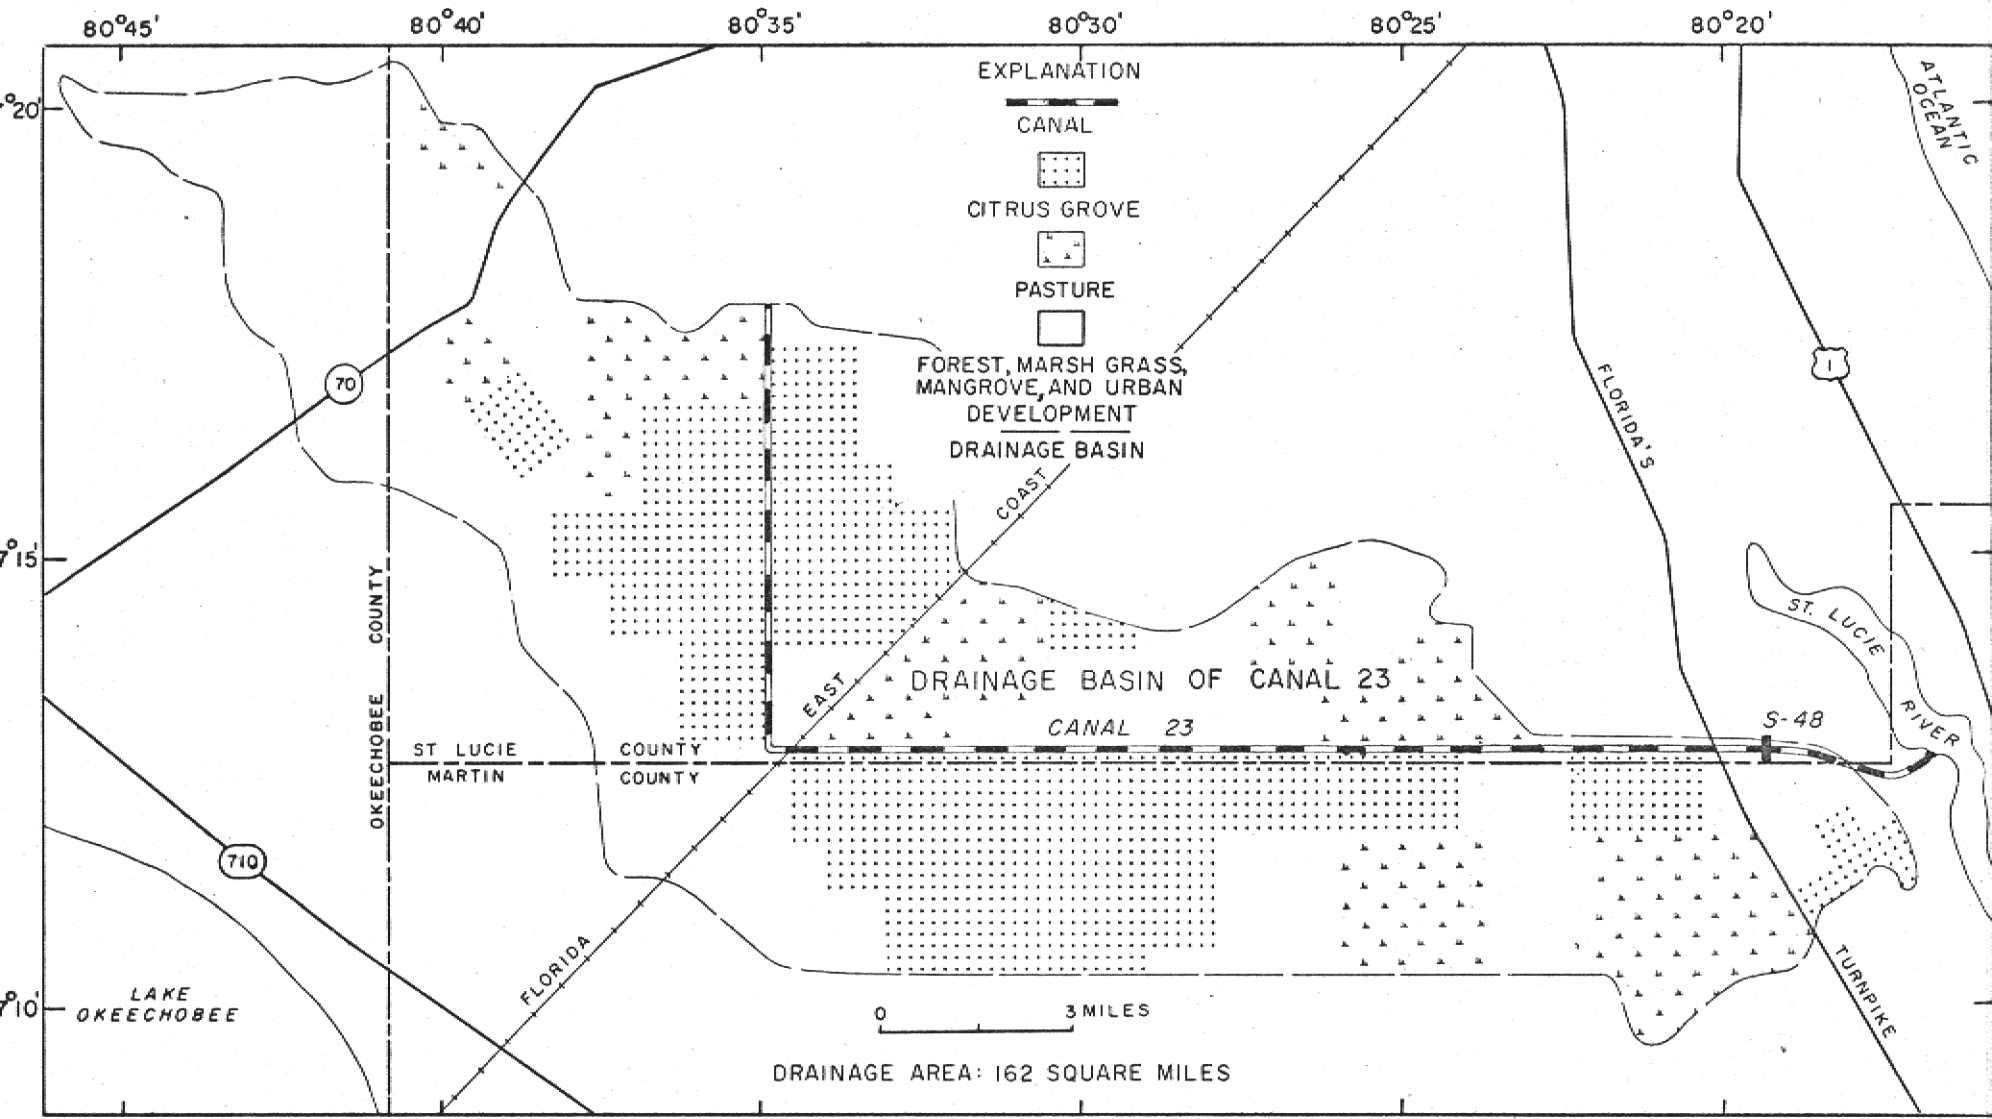 80°45' 80°40' 80°35' 80°30' 80°25' 80°20'
EXPLANATION
CANAL
CITRUS GROVE
PASTURE
FOREST, MARSH GRASS,
MANGROVE, AND URBAN
DEVELOPMENT
DRAINAGE BASIN
ATLANTIC
OCEAN
°20'
7°15'
7°10'
70
1
710
FLORIDA'S
TURNPIKE
FLORIDA
EAST
COAST
ST. LUCIE
RIVER
OKEECHOBEE COUNTY
ST LUCIE COUNTY
MARTIN COUNTY
DRAINAGE BASIN OF CANAL 23
CANAL 23
S-48
LAKE
OKEECHOBEE
0 3 MILES
DRAINAGE AREA: 162 SQUARE MILES